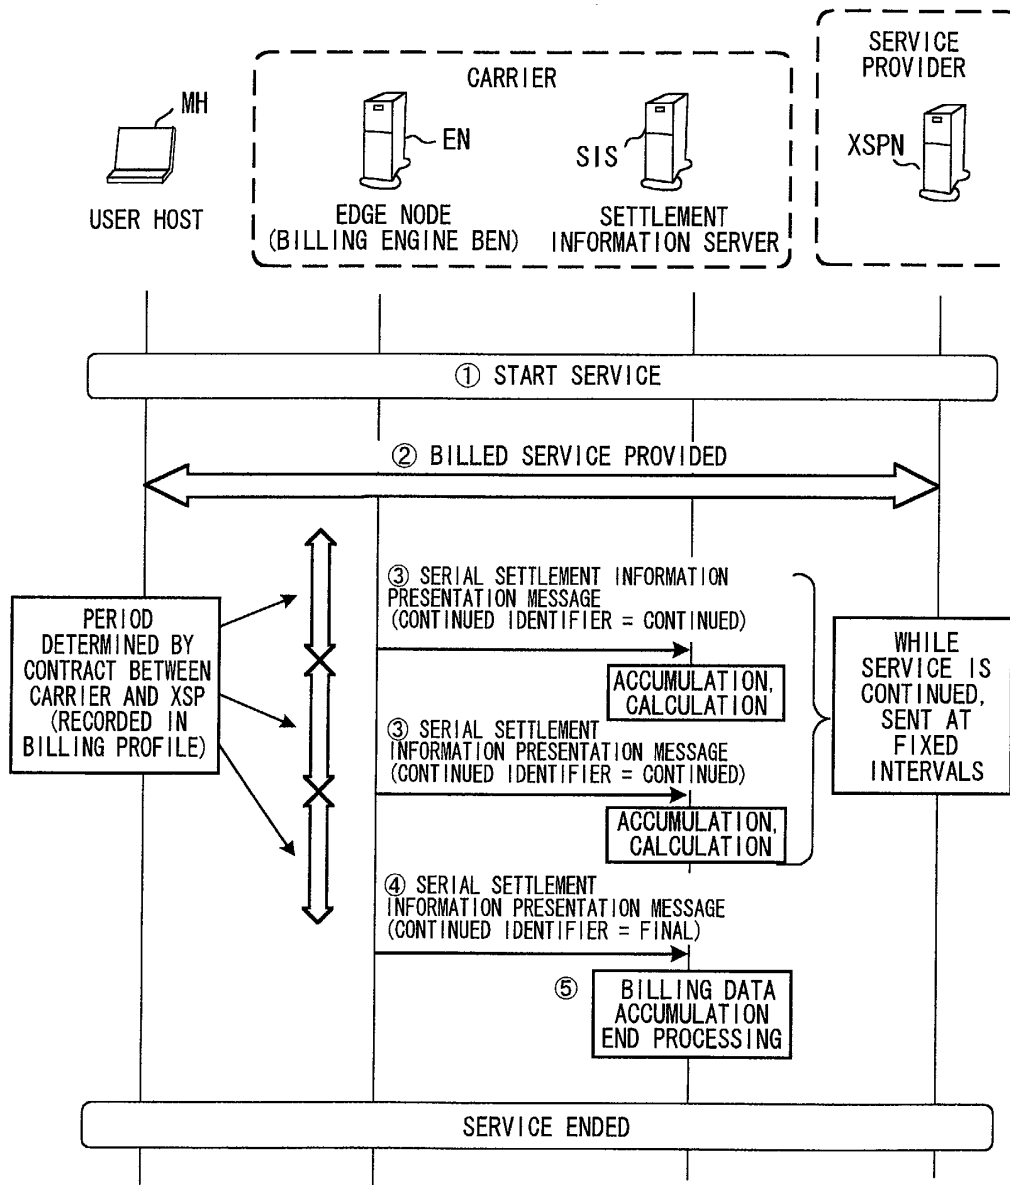 SERVICE
PROVIDER
CARRIER
MH
EN
SIS
XSPN
USER HOST
EDGE NODE
(BILLING ENGINE BEN)
SETTLEMENT
INFORMATION SERVER
① START SERVICE
② BILLED SERVICE PROVIDED
③ SERIAL SETTLEMENT INFORMATION
PRESENTATION MESSAGE
(CONTINUED IDENTIFIER = CONTINUED)
PERIOD
DETERMINED BY
CONTRACT BETWEEN
CARRIER AND XSP
(RECORDED IN
BILLING PROFILE)
WHILE
SERVICE IS
CONTINUED,
SENT AT
FIXED
INTERVALS
ACCUMULATION,
CALCULATION
③ SERIAL SETTLEMENT
INFORMATION PRESENTATION MESSAGE
(CONTINUED IDENTIFIER = CONTINUED)
ACCUMULATION,
CALCULATION
④ SERIAL SETTLEMENT
INFORMATION PRESENTATION MESSAGE
(CONTINUED IDENTIFIER = FINAL)
⑤ BILLING DATA
ACCUMULATION
END PROCESSING
SERVICE ENDED